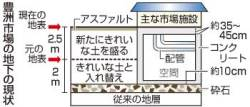 豊洲市場の地下の現状
現在の地表
2.5m
元の地表
2m
アスファルト
新たにきれいな土を盛る
きれいな土と入れ替え
主な市場施設
配管
空間
約35~45cm
コンクリート
約10cm
砕石
従来の地層